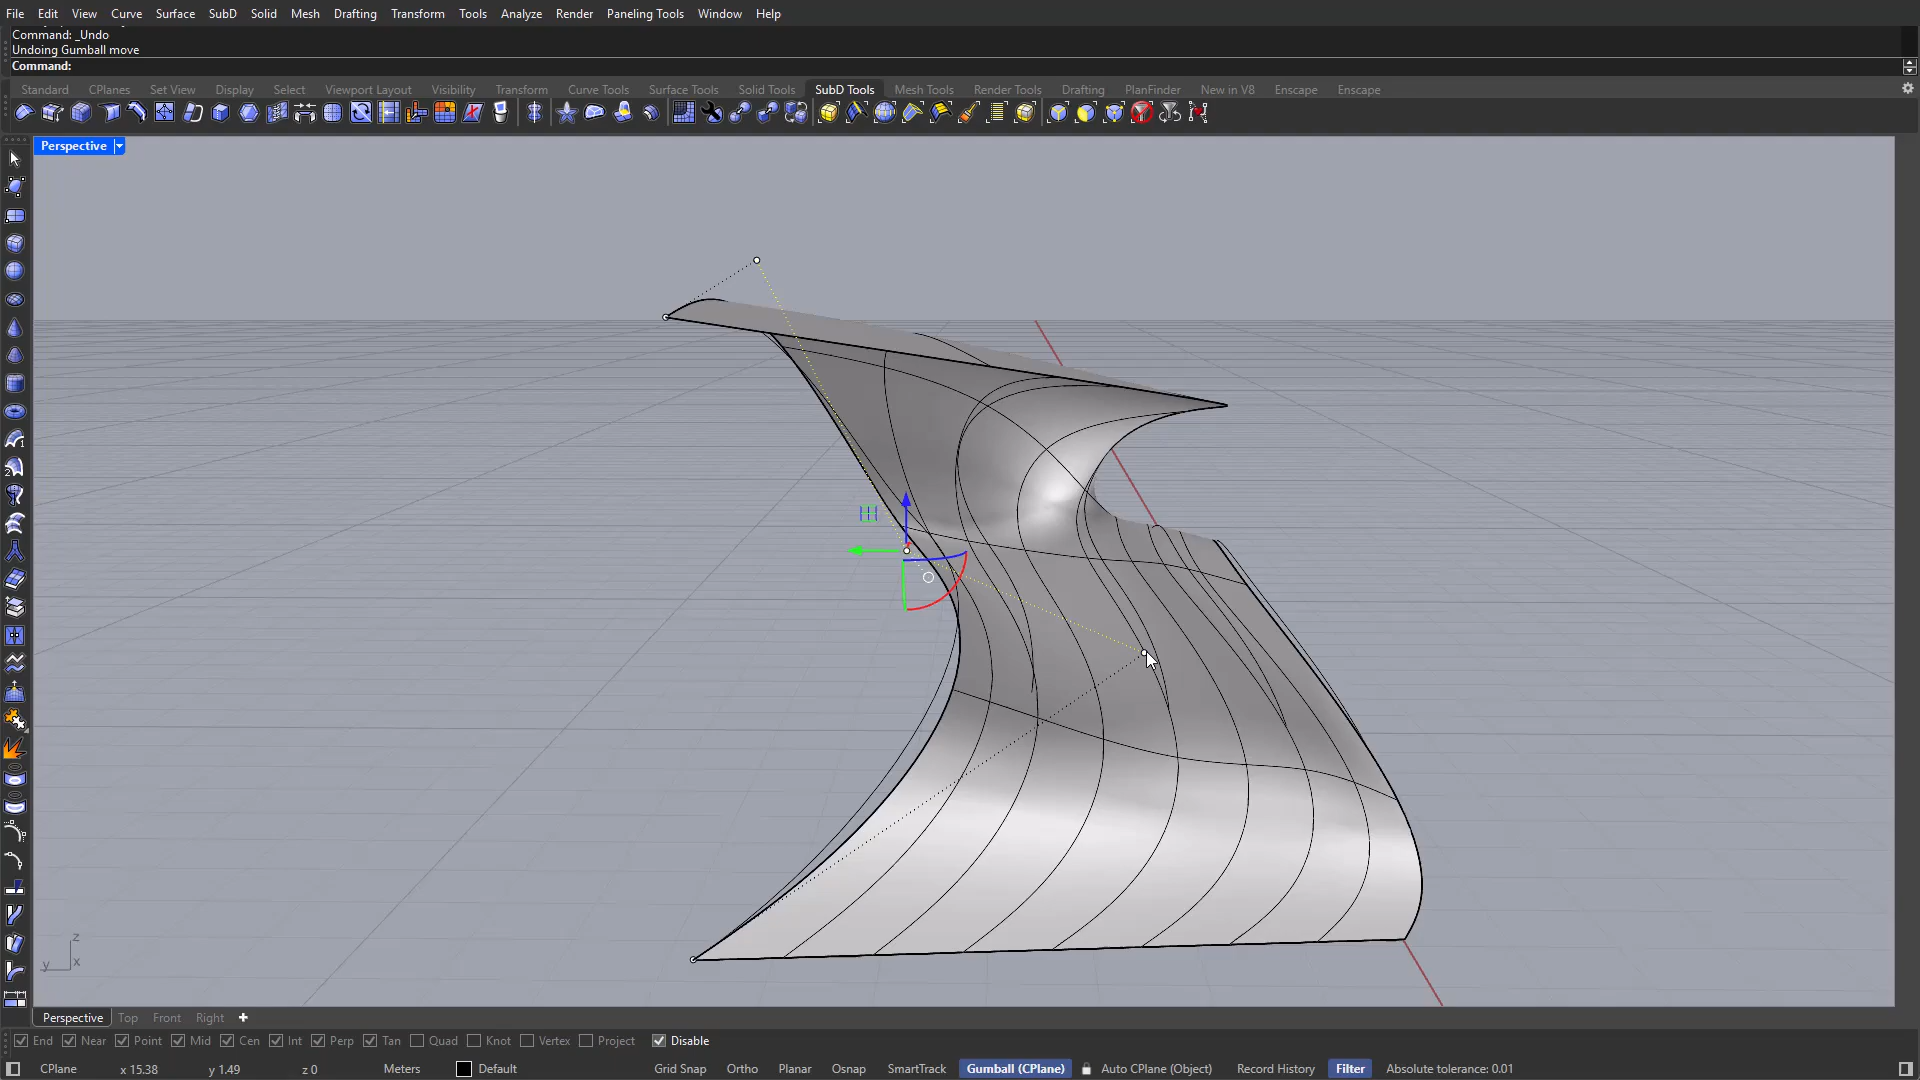 File Edit View Curve Surface SubD Solid Mesh Drafting Transform Tools Analyze Render Paneling Tools Window Help
Command: _Undo
Undoing Gumball move
Command:
Standard CPlanes Set View Display Select Viewport Layout Visibility Transform Curve Tools Surface Tools Solid Tools SubD Tools Mesh Tools Render Tools Drafting PlanFinder New in V8 Enscape Enscape
Perspective
z
y x
Perspective Top Front Right
End Near Point Mid Cen Int Perp Tan Quad Knot Vertex Project Disable
CPlane x 15.38 y 1.49 z 0 Meters Default Grid Snap Ortho Planar Osnap SmartTrack Gumball (CPlane) Auto CPlane (Object) Record History Filter Absolute tolerance: 0.01